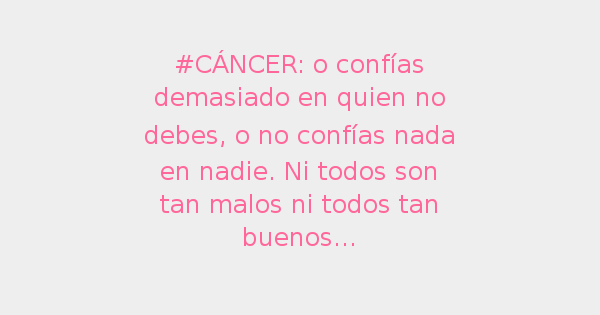 #CÁNCER: o confías
demasiado en quien no
debes, o no confías nada
en nadie. Ni todos son
tan malos ni todos tan
buenos...